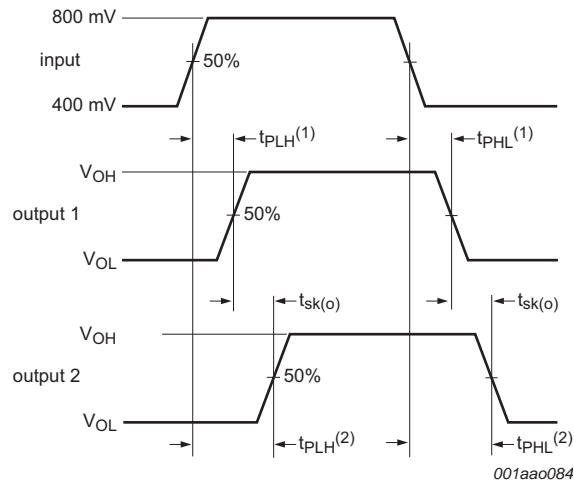 800 mV
input
50%
400 mV
tPLH(1)
tPHL(1)
VOH
output 1
50%
VOL
tsk(o)
tsk(o)
VOH
output 2
50%
VOL
tPLH(2)
tPHL(2)
001aao084